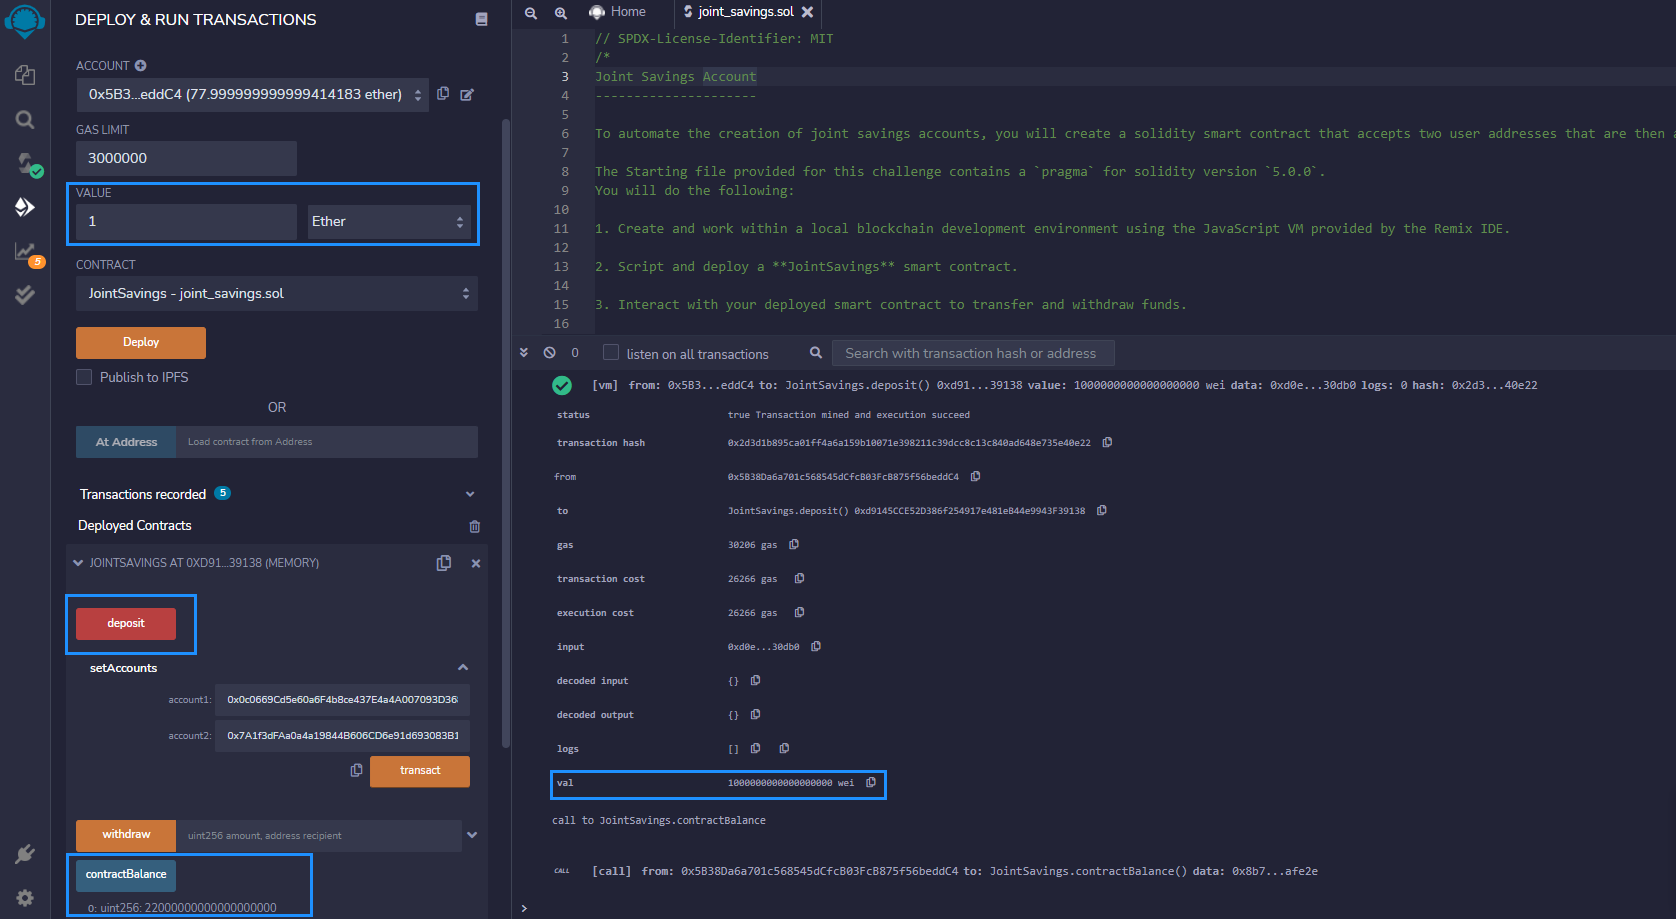 DEPLOY & RUN TRANSACTIONS
ACCOUNT
0x5B3...eddC4 (77.999999999999414183 ether)
GAS LIMIT
3000000
VALUE
1 Ether
CONTRACT
JointSavings - joint_savings.sol
Deploy
Publish to IPFS
OR
At Address Load contract from Address
Transactions recorded 5
Deployed Contracts
JOINTSAVINGS AT 0XD91...39138 (MEMORY)
deposit
setAccounts
account1: 0x0c0669Cd5e60a6F4b8ce437E4a4A007093D36
account2: 0x7A1f3dFAa0a4a19844B606CD6e91d693083B1
transact
withdraw uint256 amount, address recipient
contractBalance
0: uint256: 22000000000000000000
5
Home joint_savings.sol
1 // SPDX-License-Identifier: MIT
2 /*
3 Joint Savings Account
4 ---------------------
5
6 To automate the creation of joint savings accounts, you will create a solidity smart contract that accepts two user addresses that are then a
7
8 The Starting file provided for this challenge contains a `pragma` for solidity version `5.0.0`.
9 You will do the following:
10
11 1. Create and work within a local blockchain development environment using the JavaScript VM provided by the Remix IDE.
12
13 2. Script and deploy a **JointSavings** smart contract.
14
15 3. Interact with your deployed smart contract to transfer and withdraw funds.
16
0 listen on all transactions Search with transaction hash or address
[vm] from: 0x5B3...eddC4 to: JointSavings.deposit() 0xd91...39138 value: 1000000000000000000 wei data: 0xd0e...30db0 logs: 0 hash: 0x2d3...40e22
status true Transaction mined and execution succeed
transaction hash 0x2d3d1b895ca01ff4a6a159b10071e398211c39dcc8c13c840ad648e735e40e22
from 0x5B38Da6a701c568545dCfcB03FcB875f56beddC4
to JointSavings.deposit() 0xd9145CCE52D386f254917e481eB44e9943F39138
gas 30206 gas
transaction cost 26266 gas
execution cost 26266 gas
input 0xd0e...30db0
decoded input {}
decoded output {}
logs []
val 1000000000000000000 wei
call to JointSavings.contractBalance
CALL [call] from: 0x5B38Da6a701c568545dCfcB03FcB875f56beddC4 to: JointSavings.contractBalance() data: 0x8b7...afe2e
>